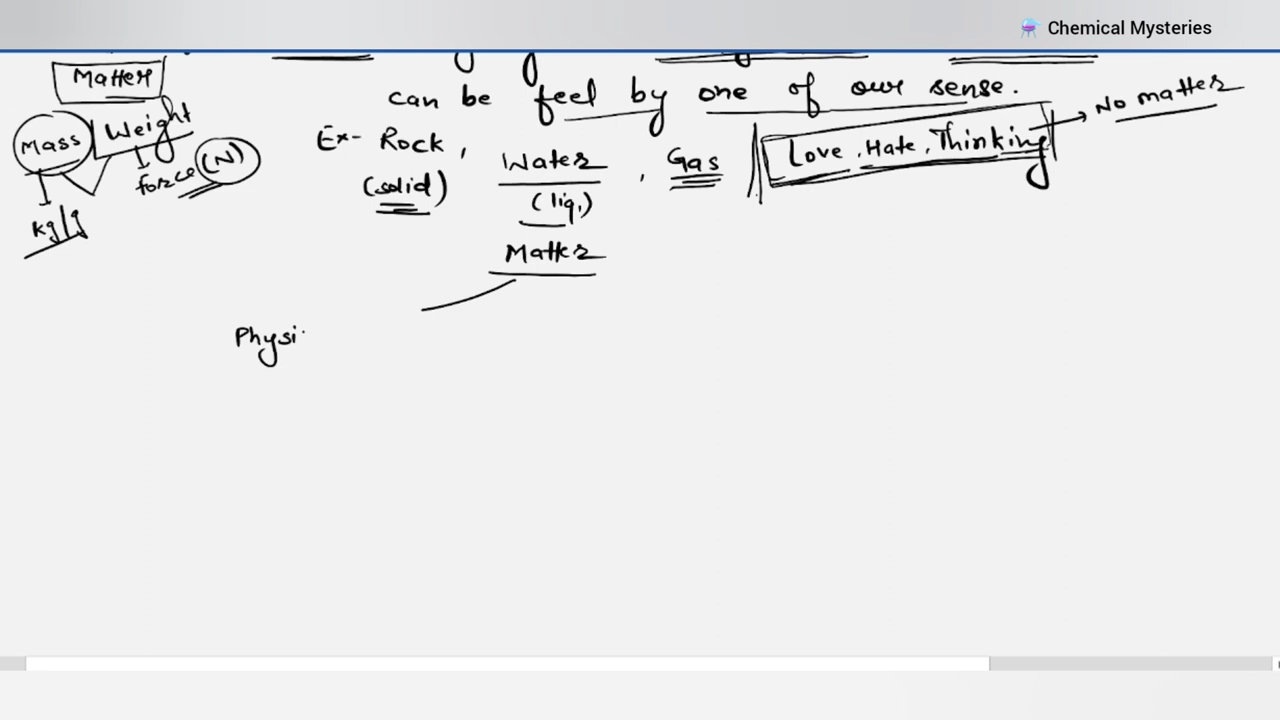 Chemical Mysteries
Matter
can be feel by one of our sense.
Mass Weight
force (N)
kg/g
Ex- Rock, Water, Gas
(solid) (liq.)
Love, Hate, Thinking → No matter
Matter
Physi